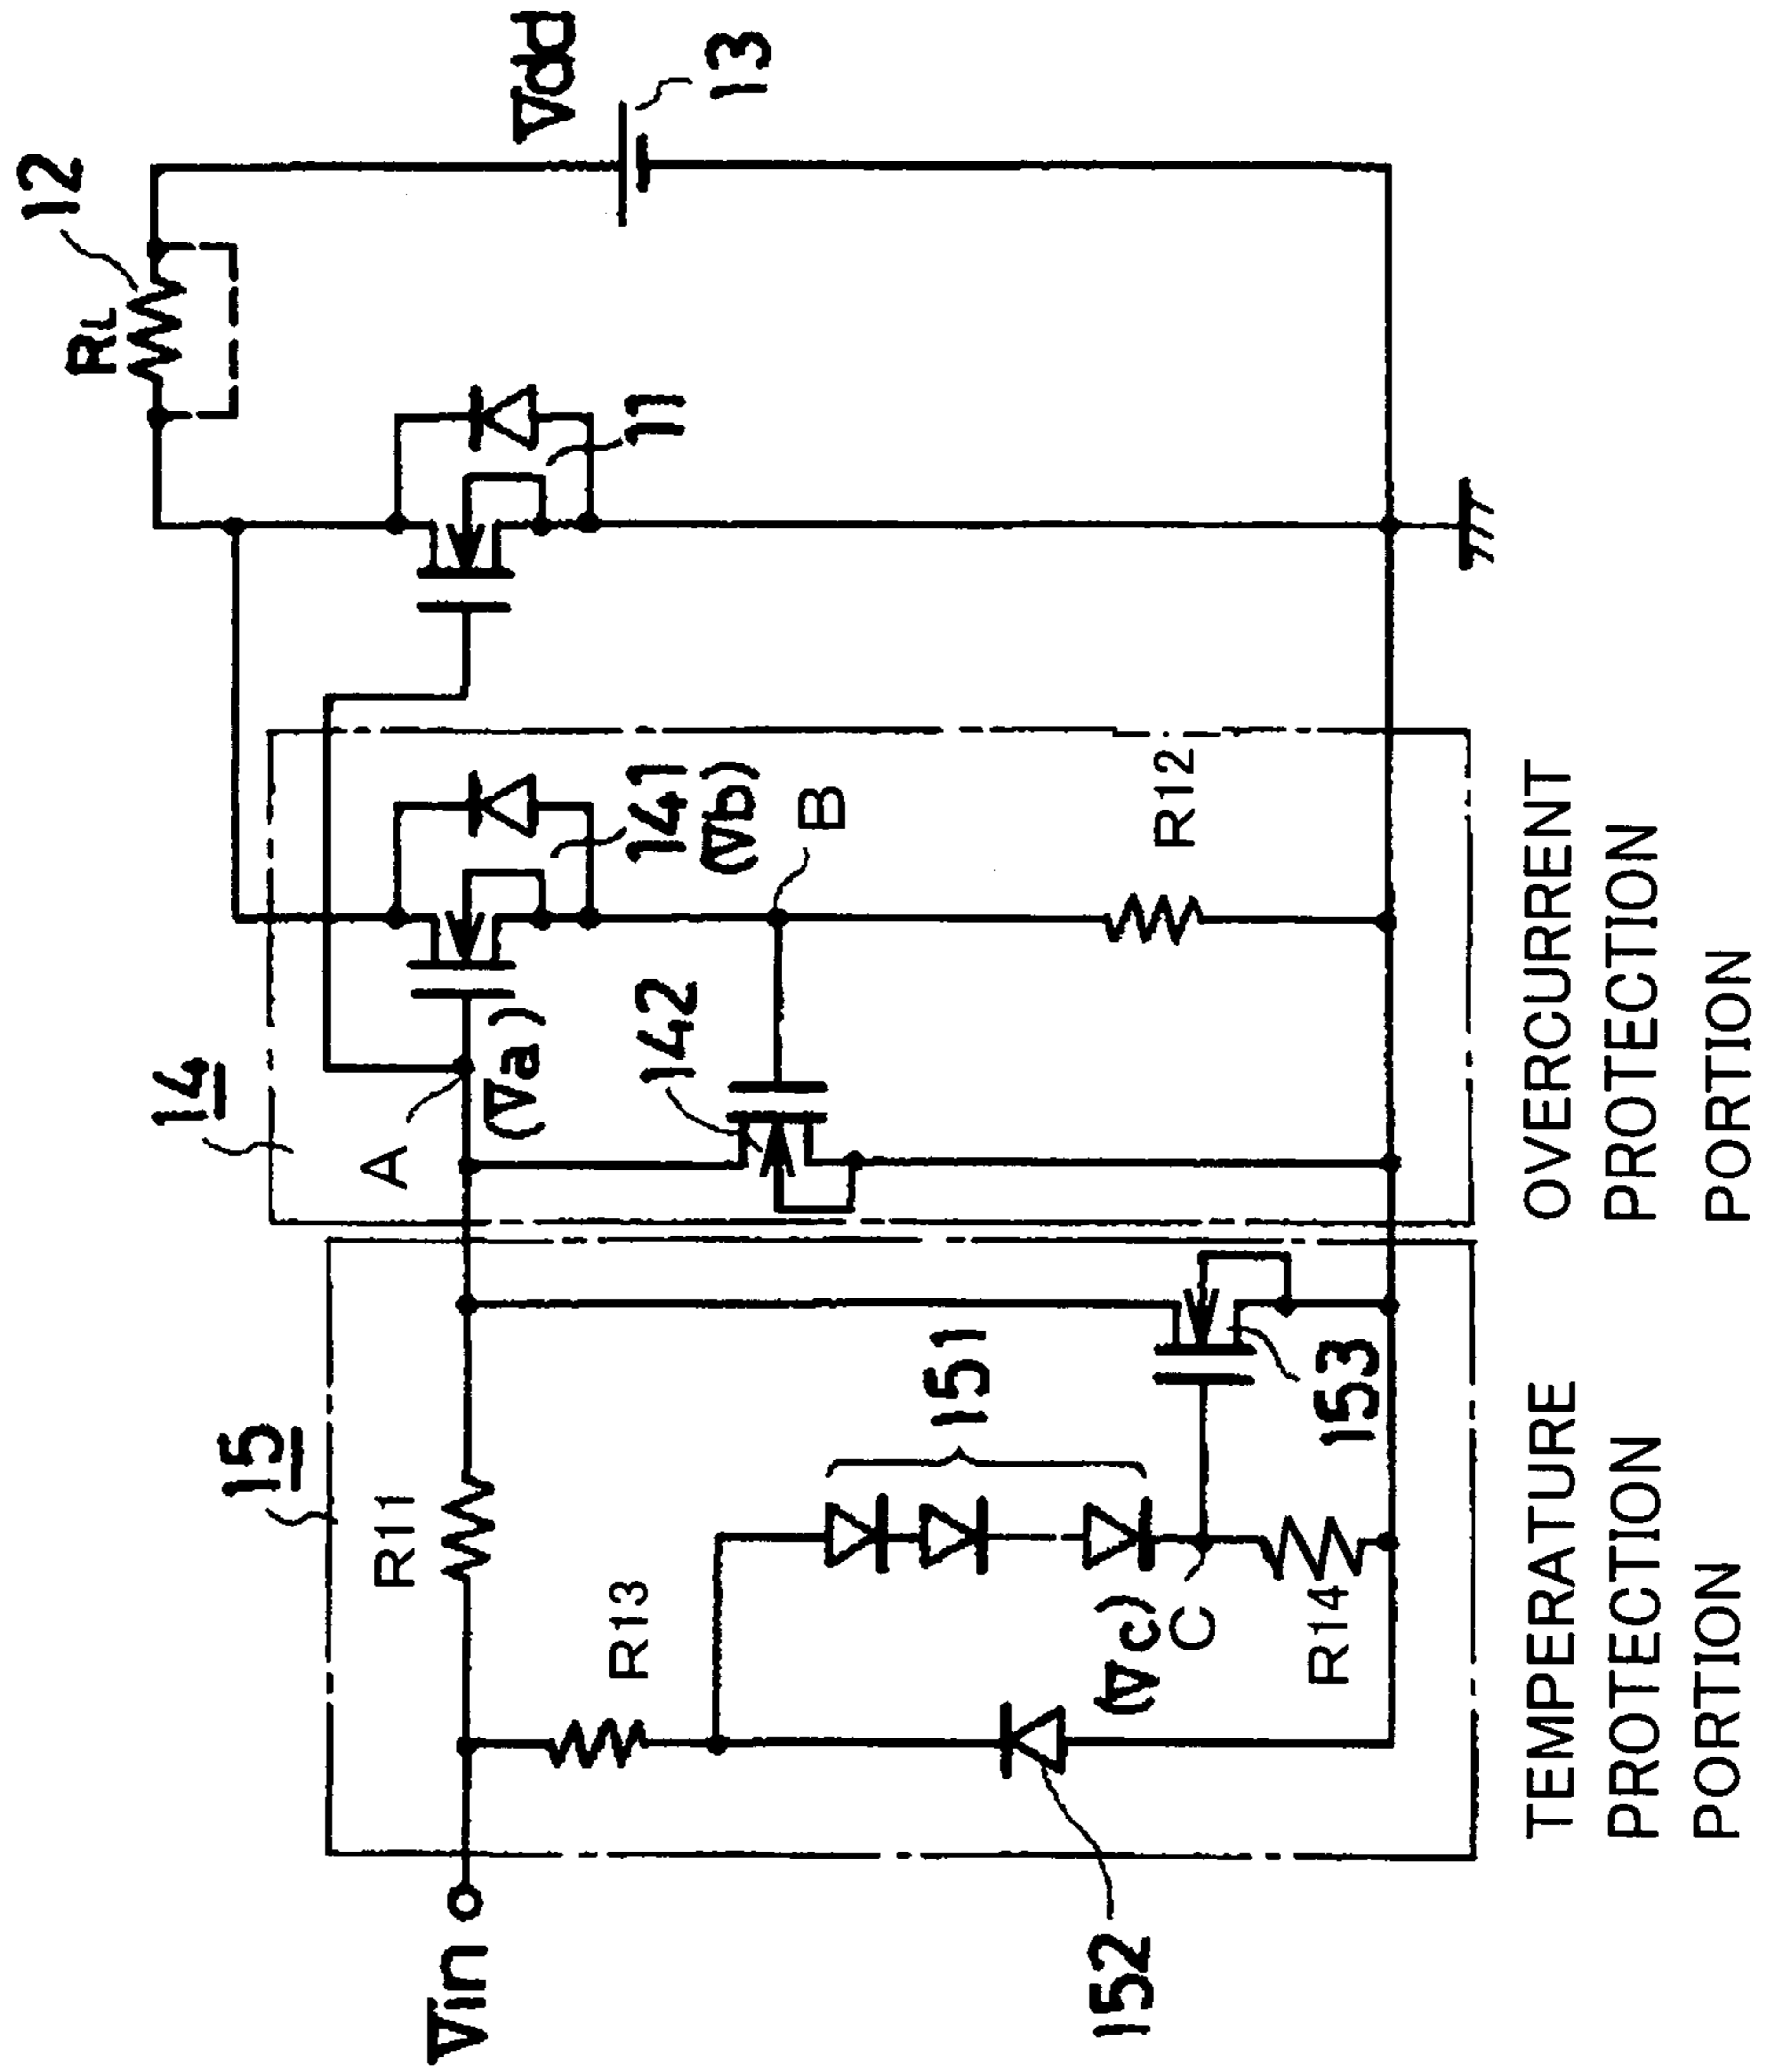 12
RL
Vdd
13
11
14
A
(Va)
141
(Vb)
142
B
R12
OVERCURRENT
PROTECTION
PORTION
15
R11
R13
151
153
(Vc)
C
R14
152
Vin
TEMPERATURE
PROTECTION
PORTION